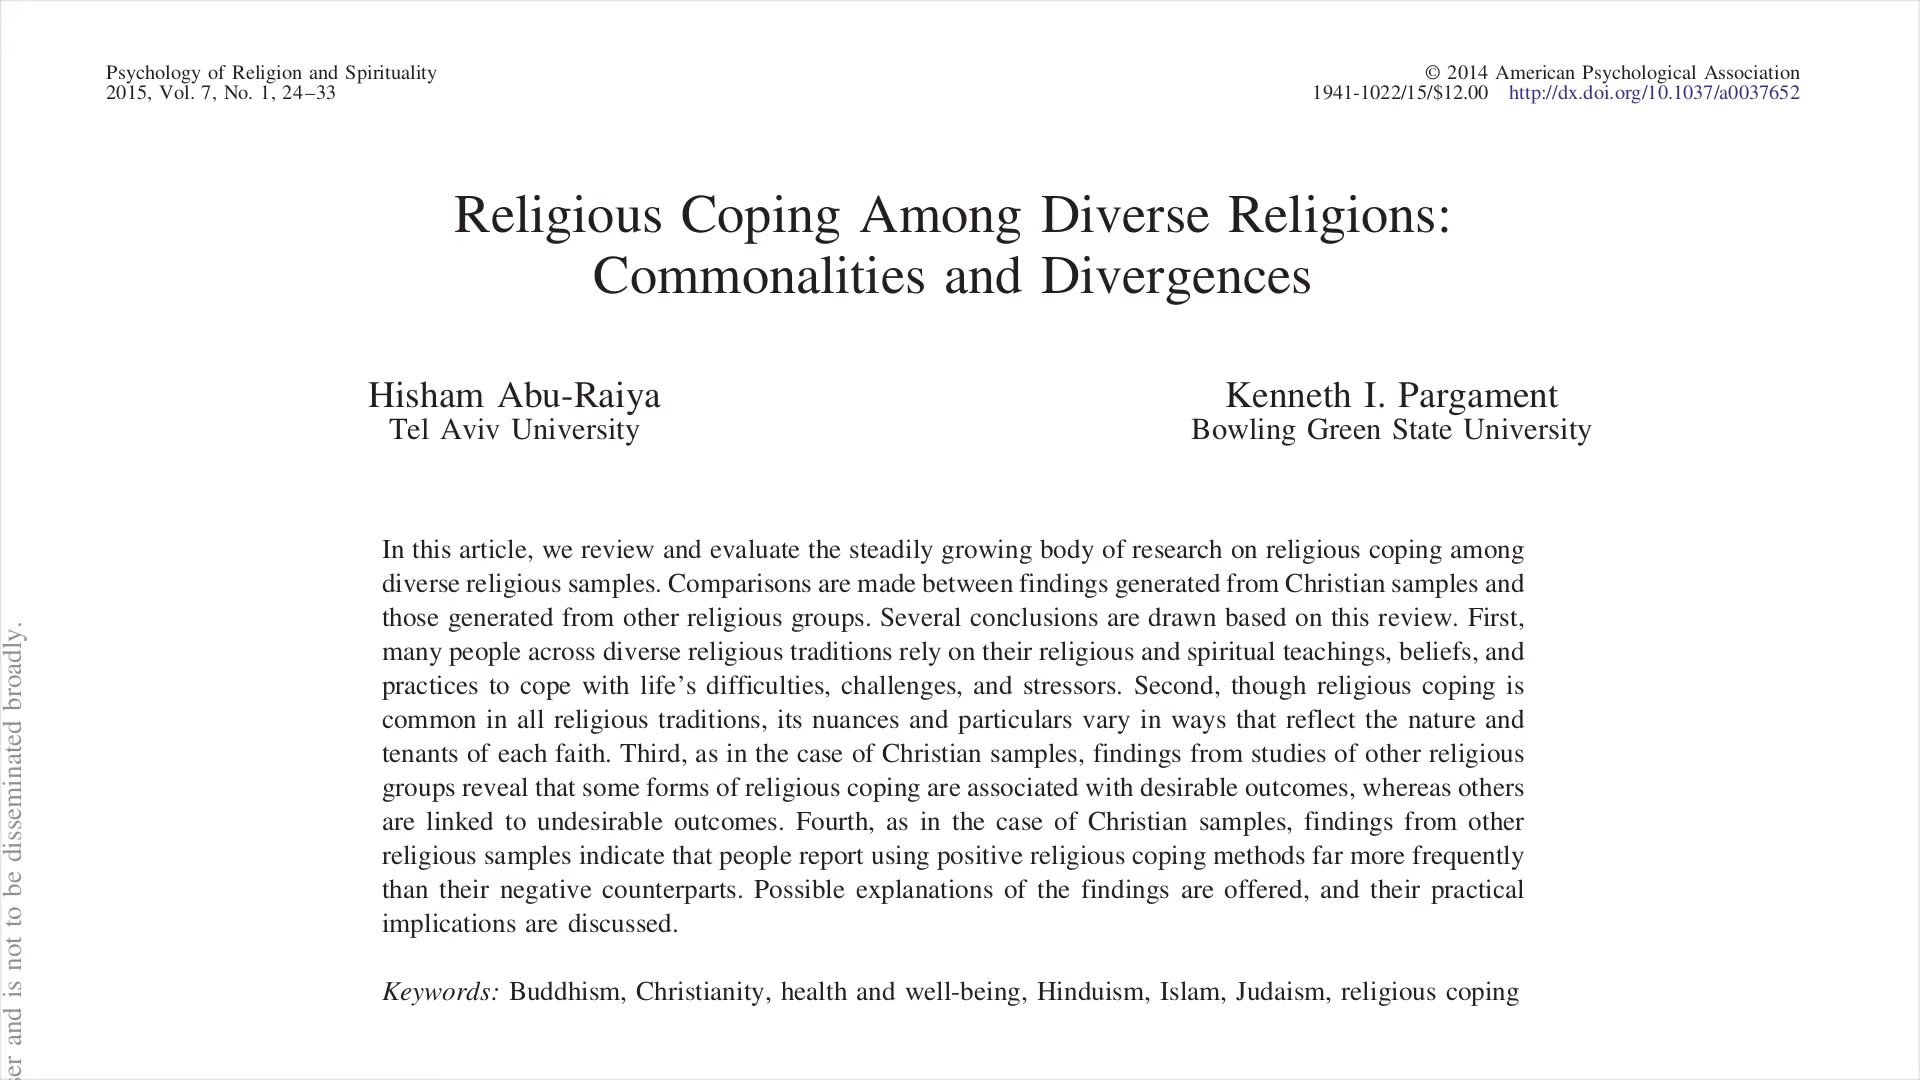 Psychology of Religion and Spirituality
2015, Vol. 7, No. 1, 24–33
© 2014 American Psychological Association
1941-1022/15/$12.00 http://dx.doi.org/10.1037/a0037652
Religious Coping Among Diverse Religions:
Commonalities and Divergences
Hisham Abu-Raiya
Tel Aviv University
Kenneth I. Pargament
Bowling Green State University
In this article, we review and evaluate the steadily growing body of research on religious coping among
diverse religious samples. Comparisons are made between findings generated from Christian samples and
those generated from other religious groups. Several conclusions are drawn based on this review. First,
many people across diverse religious traditions rely on their religious and spiritual teachings, beliefs, and
practices to cope with life’s difficulties, challenges, and stressors. Second, though religious coping is
common in all religious traditions, its nuances and particulars vary in ways that reflect the nature and
tenants of each faith. Third, as in the case of Christian samples, findings from studies of other religious
groups reveal that some forms of religious coping are associated with desirable outcomes, whereas others
are linked to undesirable outcomes. Fourth, as in the case of Christian samples, findings from other
religious samples indicate that people report using positive religious coping methods far more frequently
than their negative counterparts. Possible explanations of the findings are offered, and their practical
implications are discussed.
Keywords: Buddhism, Christianity, health and well-being, Hinduism, Islam, Judaism, religious coping
and is not to be disseminated broadly.